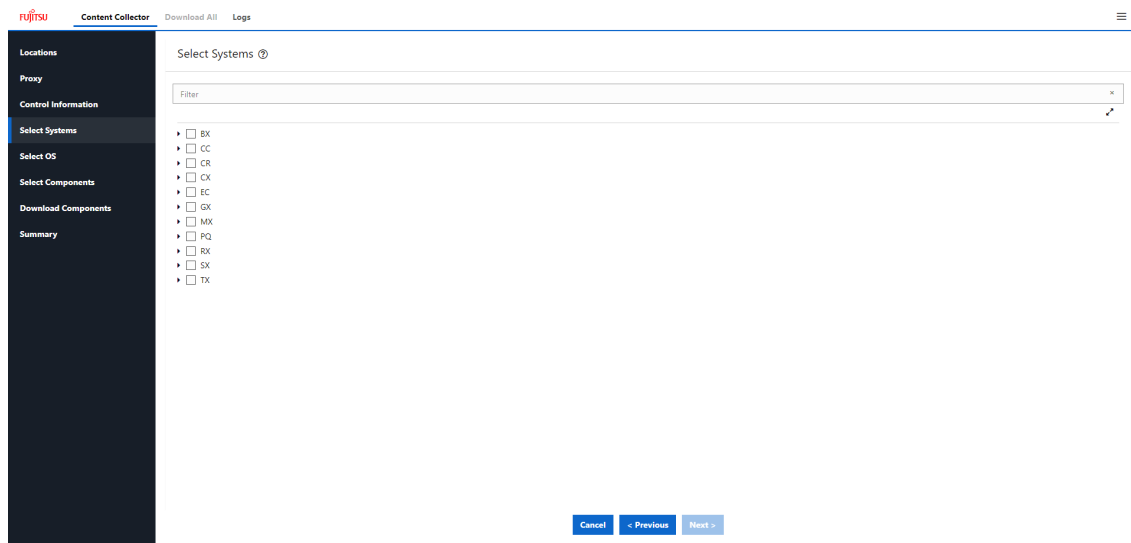 FUJITSU Content Collector Download All Logs
Locations
Proxy
Control Information
Select Systems
Select OS
Select Components
Download Components
Summary
Select Systems
Filter
BX
CC
CR
CX
EC
GX
MX
PQ
RX
SX
TX
Cancel < Previous Next >